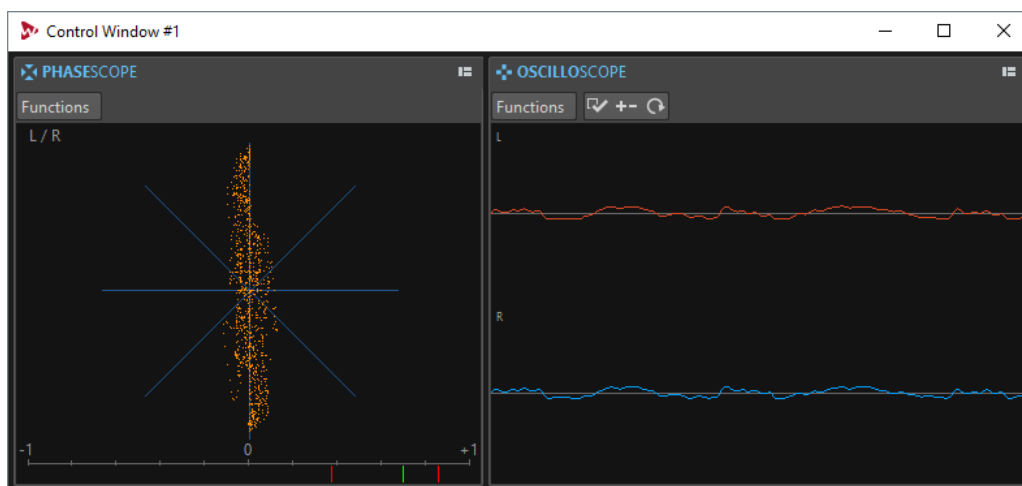 Control Window #1
PHASESCOPE
Functions
L / R
-1
0
+1
OSCILLOSCOPE
Functions
L
R